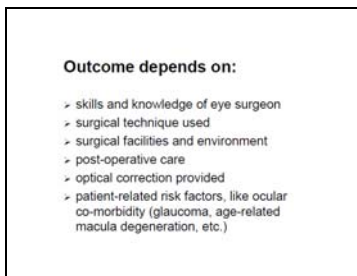 Outcome depends on:
➢ skills and knowledge of eye surgeon
➢ surgical technique used
➢ surgical facilities and environment
➢ post-operative care
➢ optical correction provided
➢ patient-related risk factors, like ocular
co-morbidity (glaucoma, age-related
macula degeneration, etc.)